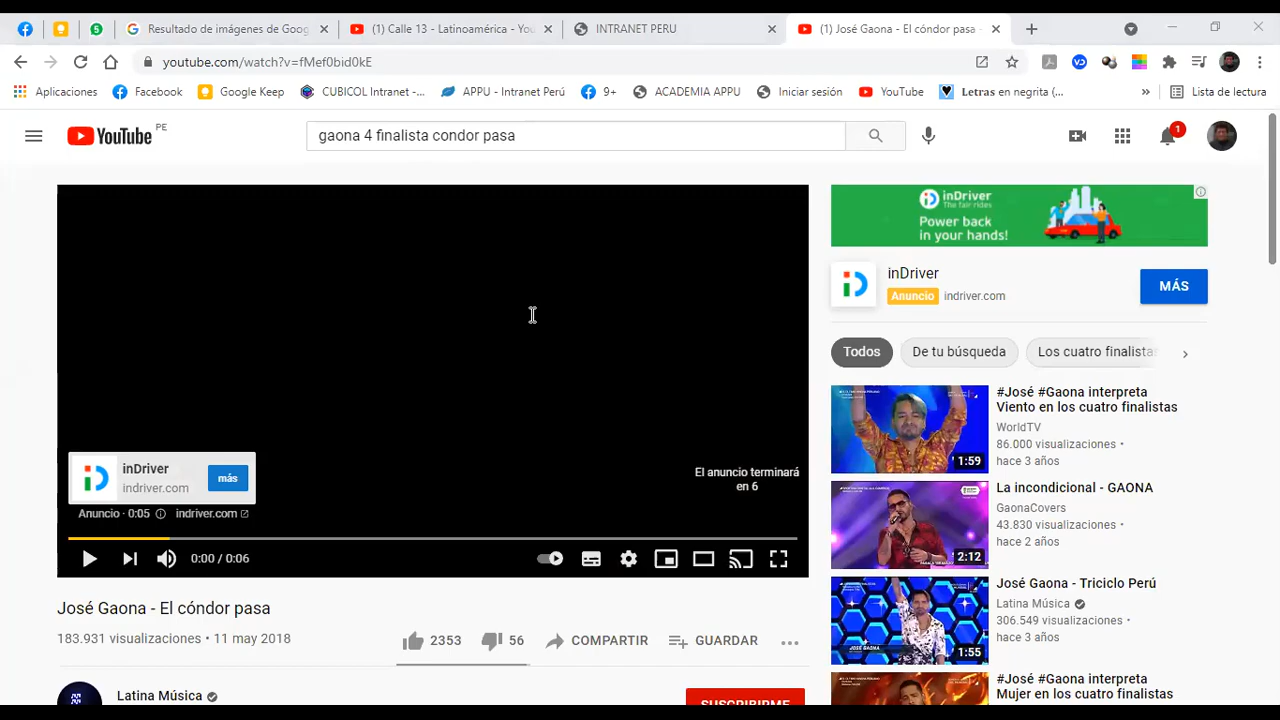 Resultado de imágenes de Goog
(1) Calle 13 - Latinoamérica - You
INTRANET PERU
(1) José Gaona - El cóndor pasa -
youtube.com/watch?v=fMef0bid0kE
Aplicaciones
Facebook
Google Keep
CUBICOL Intranet -...
APPU - Intranet Perú
9+
ACADEMIA APPU
Iniciar sesión
YouTube
Letras en negrita (...
»
Lista de lectura
YouTube PE
gaona 4 finalista condor pasa
1
inDriver
The fair rides
Power back
in your hands!
inDriver
Anuncio indriver.com
MÁS
Todos
De tu búsqueda
Los cuatro finalistas
inDriver
indriver.com
más
El anuncio terminará
en 6
Anuncio · 0:05
indriver.com
0:00 / 0:06
José Gaona - El cóndor pasa
183.931 visualizaciones • 11 may 2018
2353
56
COMPARTIR
GUARDAR
Latina Música
SUSCRIBIRME
#José #Gaona interpreta
Viento en los cuatro finalistas
WorldTV
86.000 visualizaciones •
hace 3 años
1:59
La incondicional - GAONA
GaonaCovers
43.830 visualizaciones •
hace 2 años
2:12
José Gaona - Triciclo Perú
Latina Música
306.549 visualizaciones •
hace 3 años
JOSÉ GAONA
1:55
#José #Gaona interpreta
Mujer en los cuatro finalistas